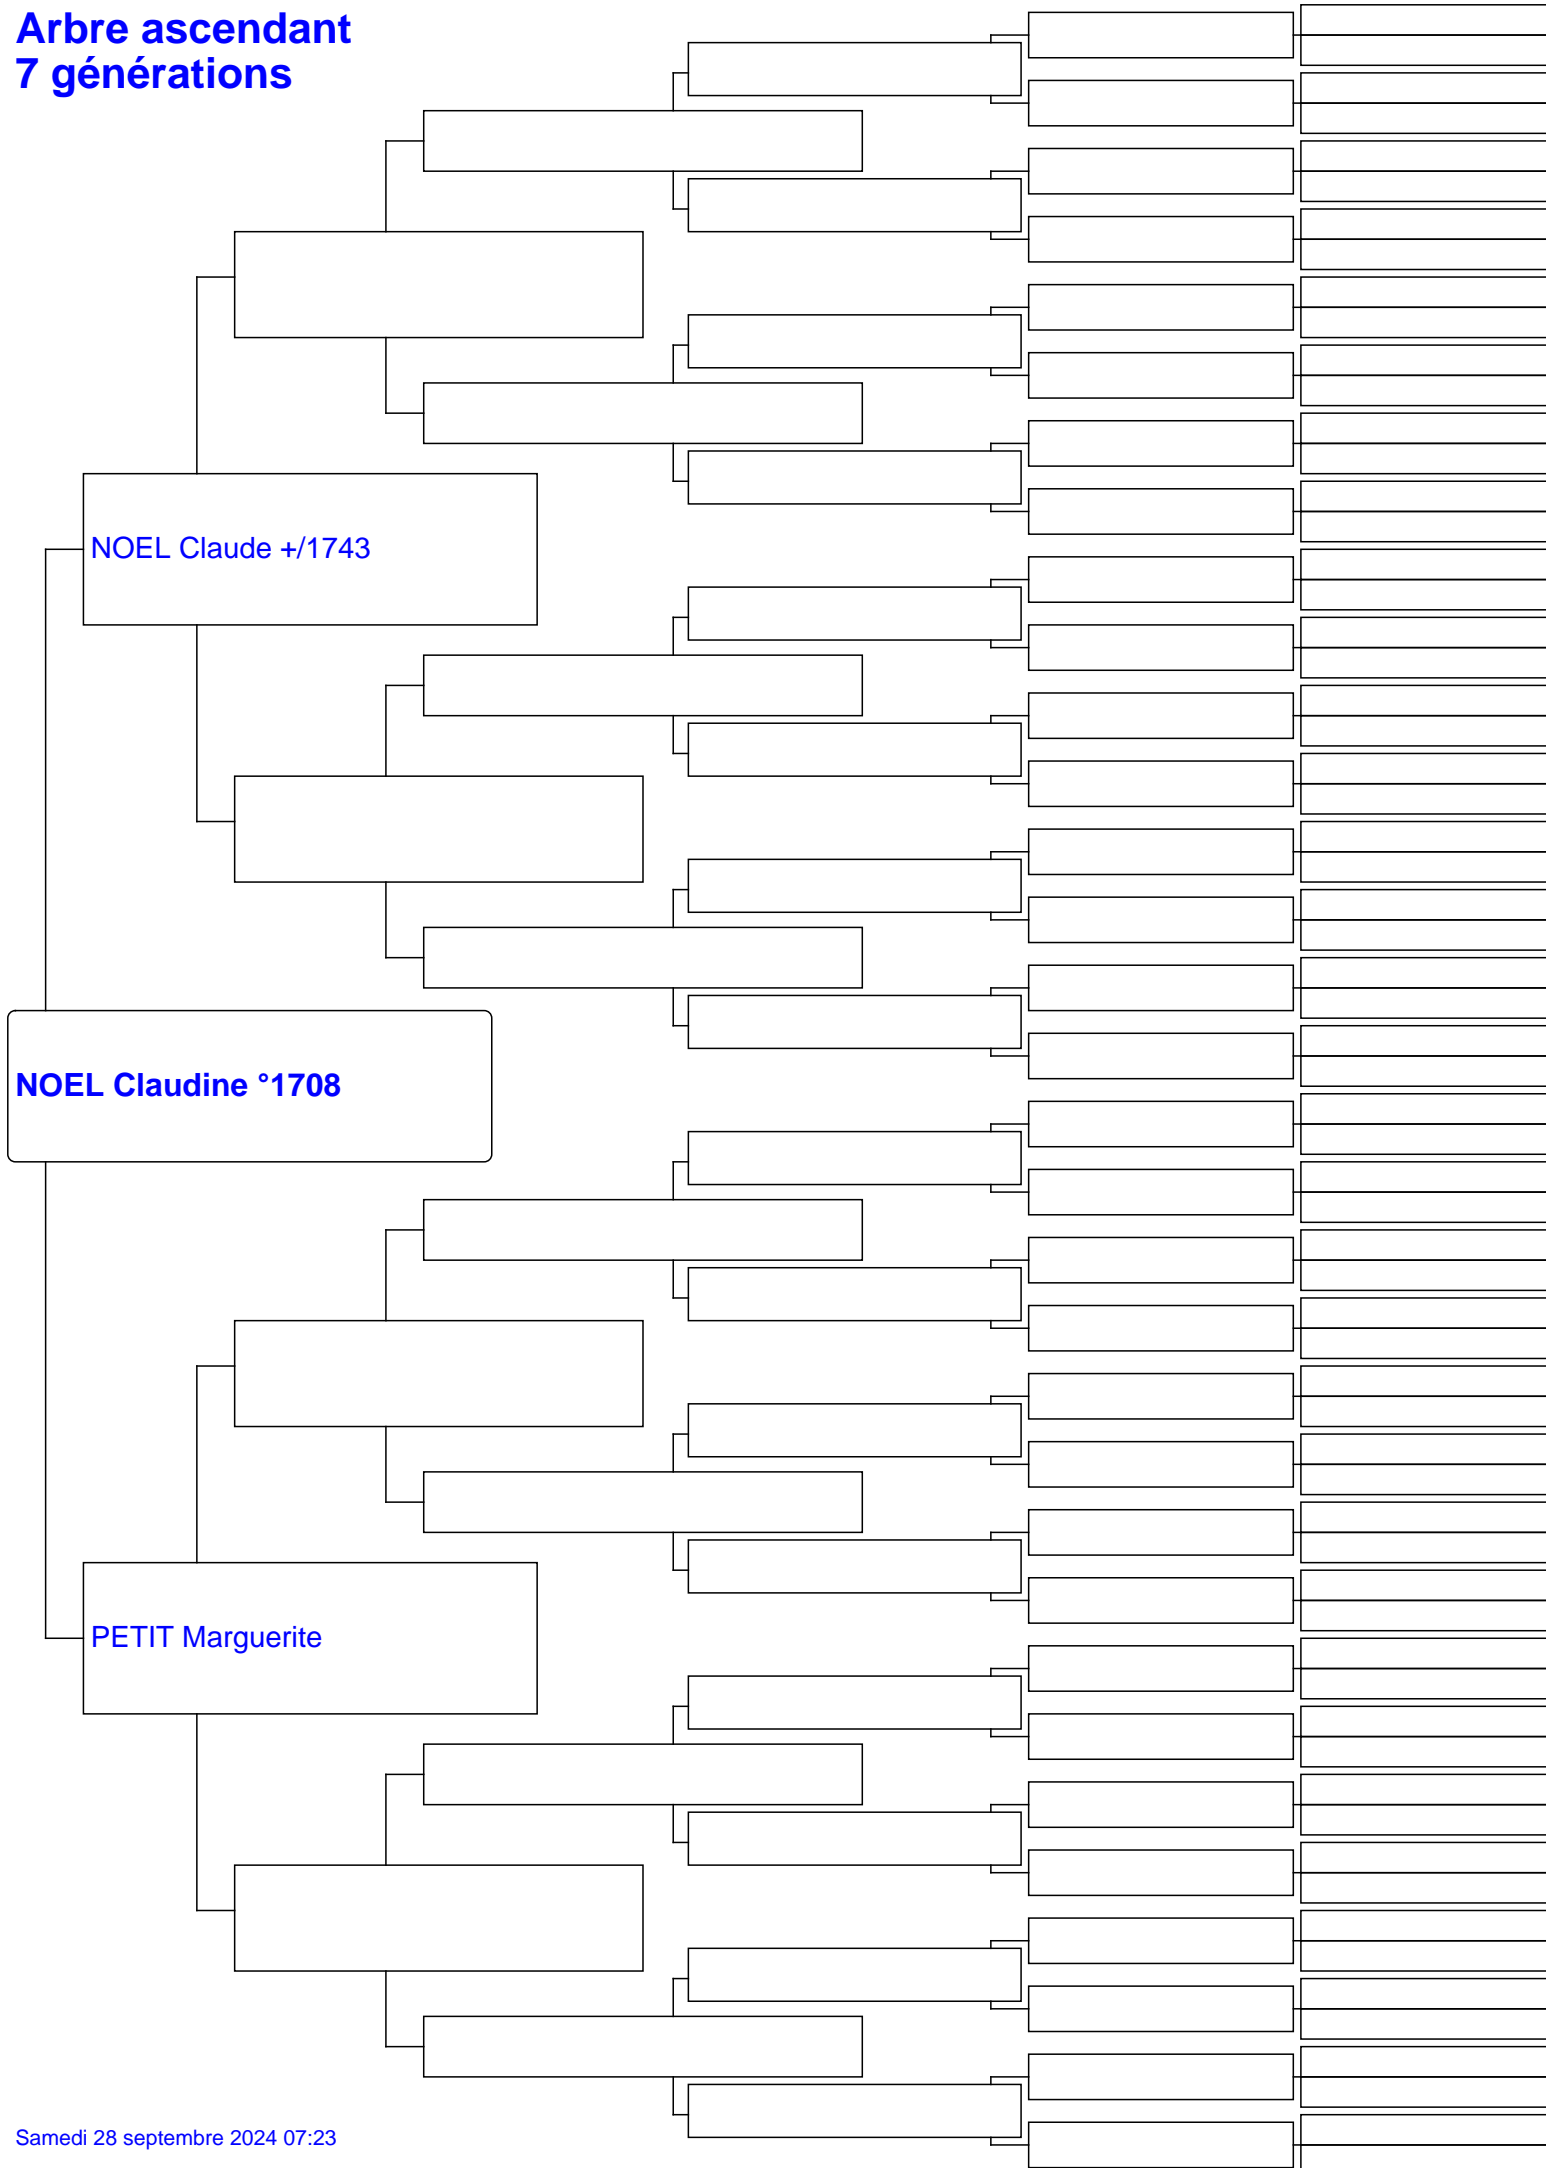 Arbre ascendant
7 générations
NOEL Claude +/1743
NOEL Claudine °1708
PETIT Marguerite
Samedi 28 septembre 2024 07:23